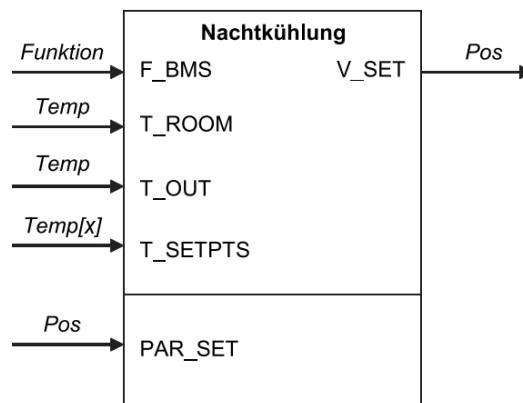 Nachtkühlung
Funktion
F_BMS
V_SET
Pos
Temp
T_ROOM
Temp
T_OUT
Temp[x]
T_SETPTS
Pos
PAR_SET